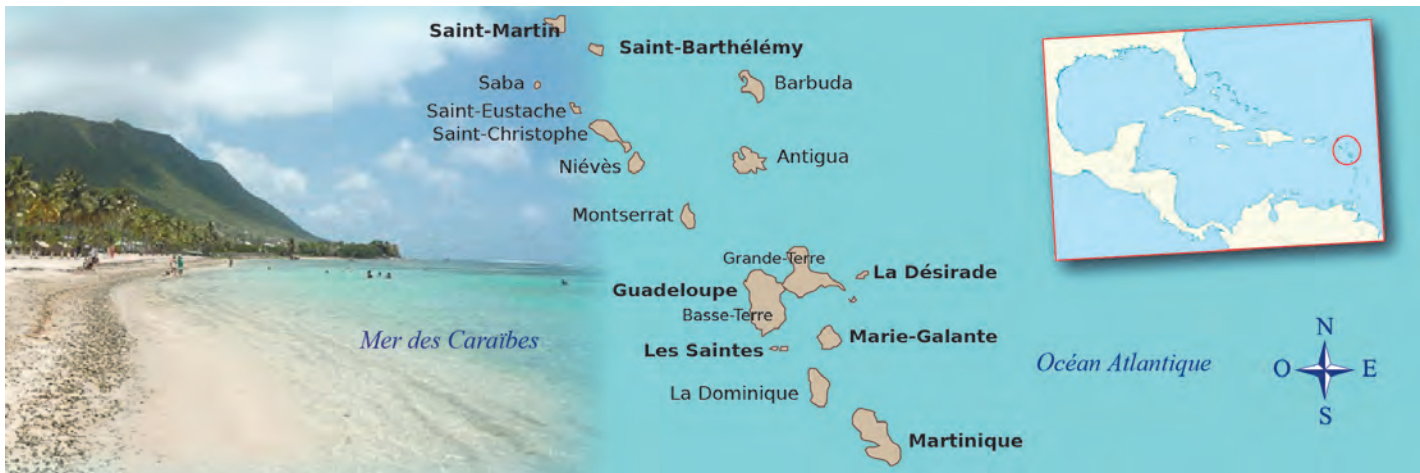 Saint-Martin
Saint-Barthélémy
Saba
Barbuda
Saint-Eustache
Saint-Christophe
Niévès
Antigua
Montserrat
Grande-Terre
La Désirade
Guadeloupe
Basse-Terre
Mer des Caraïbes
Marie-Galante
Les Saintes
Océan Atlantique
La Dominique
Martinique
N
O
E
S